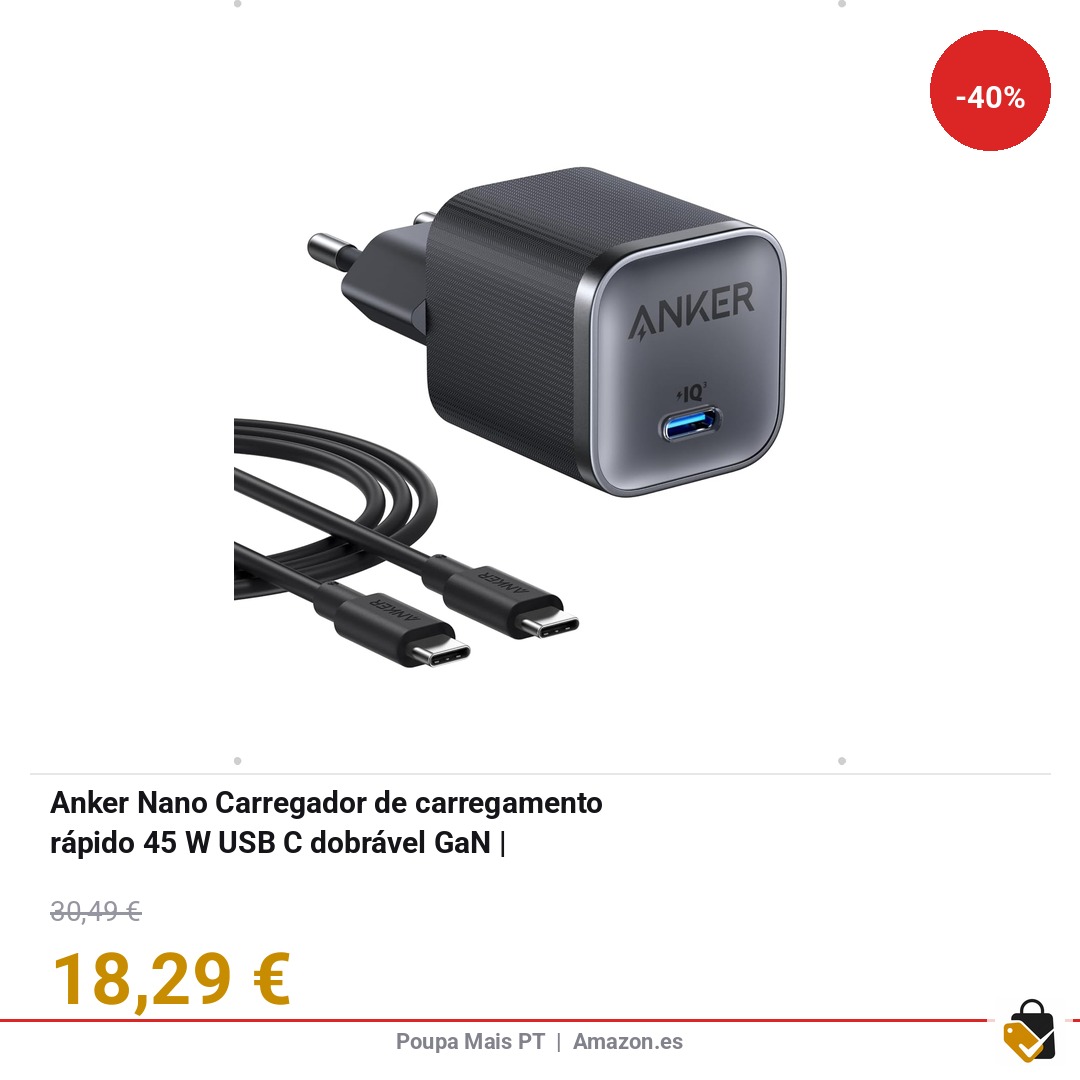 -40%
ANKER
IQ³
ANKER
ANKER
Anker Nano Carregador de carregamento
rápido 45 W USB C dobrável GaN |
30,49 €
18,29 €
Poupa Mais PT | Amazon.es